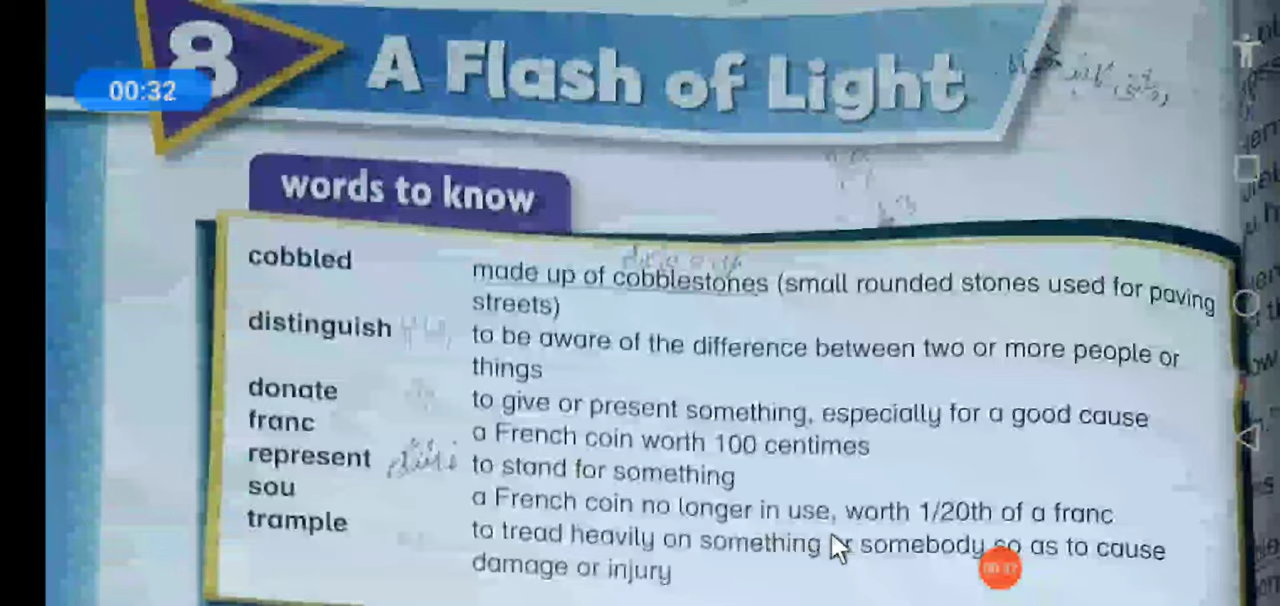 00:32
8
A Flash of Light
words to know
cobbled
made up of cobblestones (small rounded stones used for paving
streets)
distinguish
to be aware of the difference between two or more people or
things
donate
to give or present something, especially for a good cause
franc
a French coin worth 100 centimes
represent
to stand for something
sou
a French coin no longer in use, worth 1/20th of a franc
trample
to tread heavily on something or somebody so as to cause
damage or injury